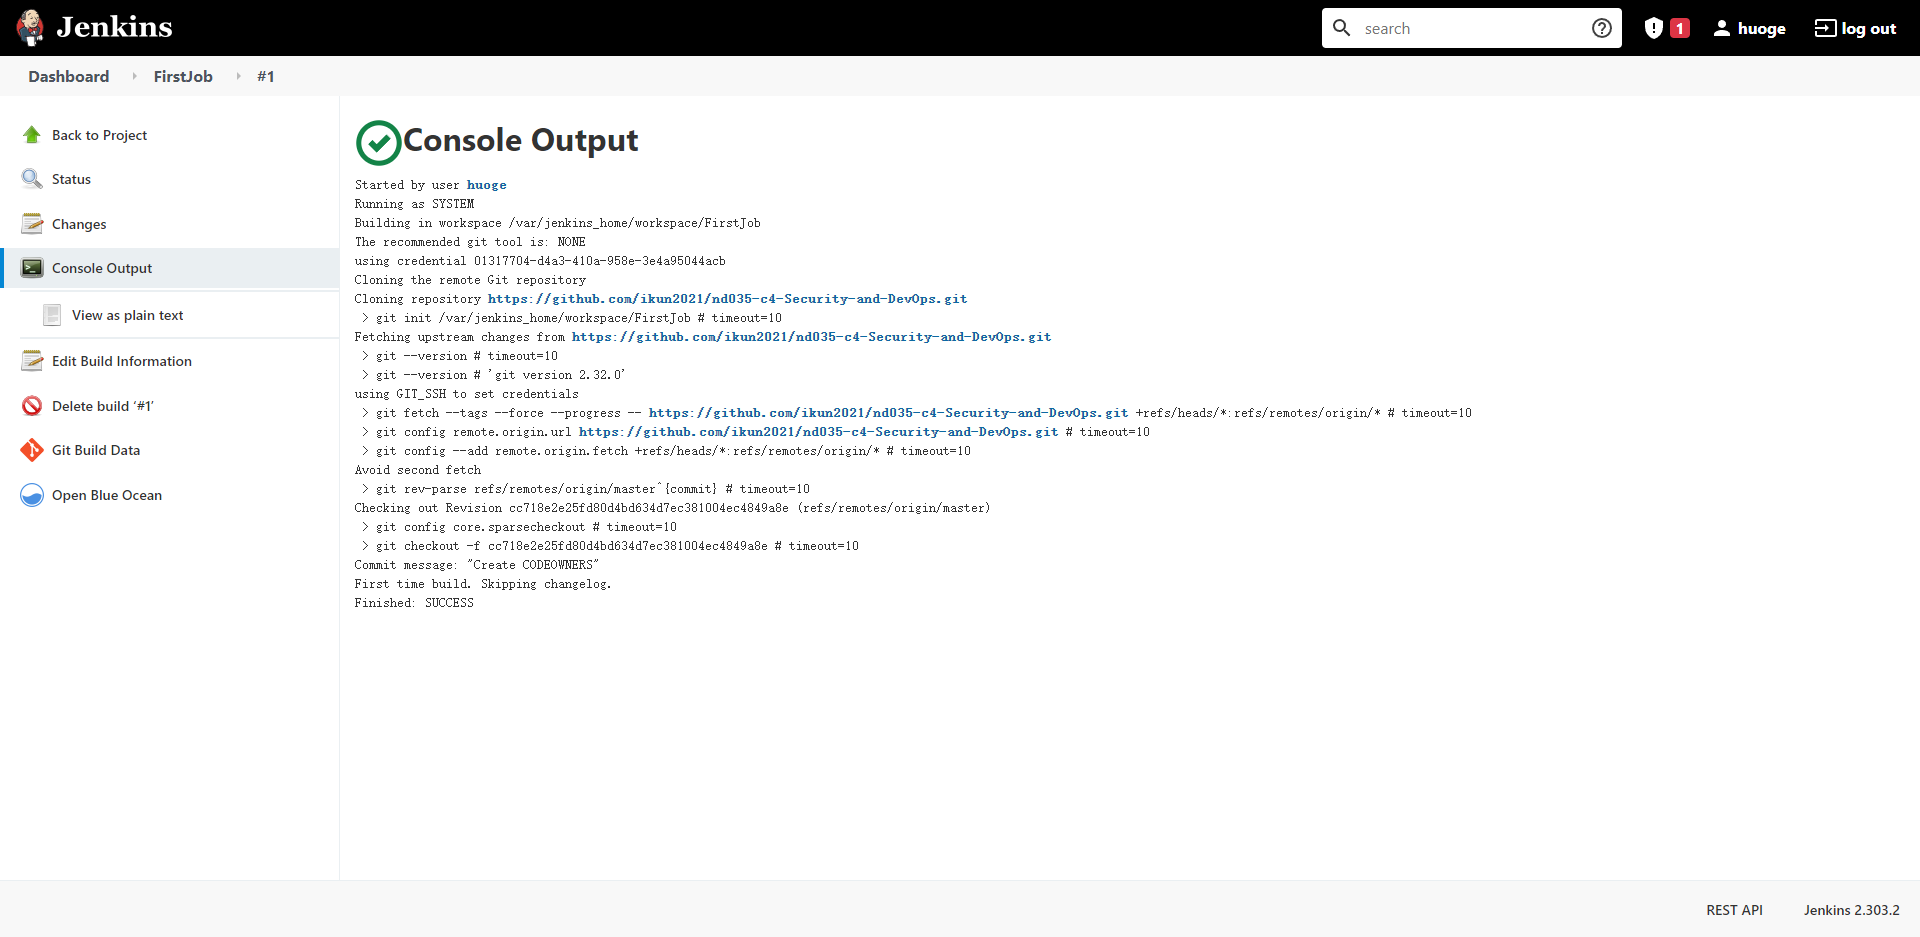 Jenkins
search
1
huoge
log out
Dashboard
FirstJob
#1
Back to Project
Status
Changes
Console Output
View as plain text
Edit Build Information
Delete build ‘#1’
Git Build Data
Open Blue Ocean
Console Output
Started by user huoge
Running as SYSTEM
Building in workspace /var/jenkins_home/workspace/FirstJob
The recommended git tool is: NONE
using credential 01317704-d4a3-410a-958e-3e4a95044acb
Cloning the remote Git repository
Cloning repository https://github.com/ikun2021/nd035-c4-Security-and-DevOps.git
 > git init /var/jenkins_home/workspace/FirstJob # timeout=10
Fetching upstream changes from https://github.com/ikun2021/nd035-c4-Security-and-DevOps.git
 > git --version # timeout=10
 > git --version # 'git version 2.32.0'
using GIT_SSH to set credentials
 > git fetch --tags --force --progress -- https://github.com/ikun2021/nd035-c4-Security-and-DevOps.git +refs/heads/*:refs/remotes/origin/* # timeout=10
 > git config remote.origin.url https://github.com/ikun2021/nd035-c4-Security-and-DevOps.git # timeout=10
 > git config --add remote.origin.fetch +refs/heads/*:refs/remotes/origin/* # timeout=10
Avoid second fetch
 > git rev-parse refs/remotes/origin/master^{commit} # timeout=10
Checking out Revision cc718e2e25fd80d4bd634d7ec381004ec4849a8e (refs/remotes/origin/master)
 > git config core.sparsecheckout # timeout=10
 > git checkout -f cc718e2e25fd80d4bd634d7ec381004ec4849a8e # timeout=10
Commit message: "Create CODEOWNERS"
First time build. Skipping changelog.
Finished: SUCCESS
REST API
Jenkins 2.303.2